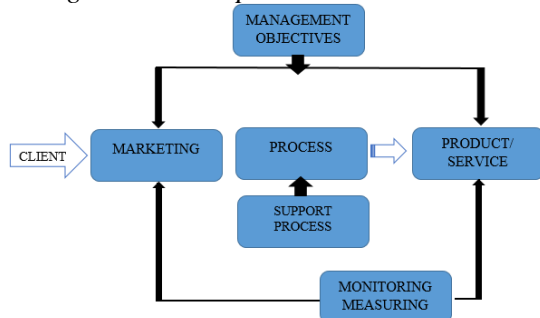 MANAGEMENT
OBJECTIVES
CLIENT
MARKETING
PROCESS
PRODUCT/
SERVICE
SUPPORT
PROCESS
MONITORING
MEASURING